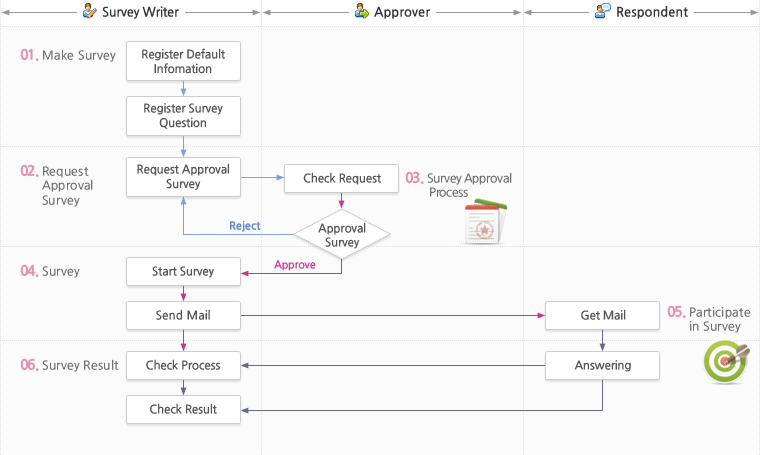 Survey Writer
Approver
Respondent
01. Make Survey
Register Default
Infomation
Register Survey
Question
02. Request
Approval
Survey
Request Approval
Survey
Check Request
03. Survey Approval
Process
Reject
Approval
Survey
04. Survey
Start Survey
Approve
Send Mail
Get Mail
05. Participate
in Survey
06. Survey Result
Check Process
Answering
Check Result